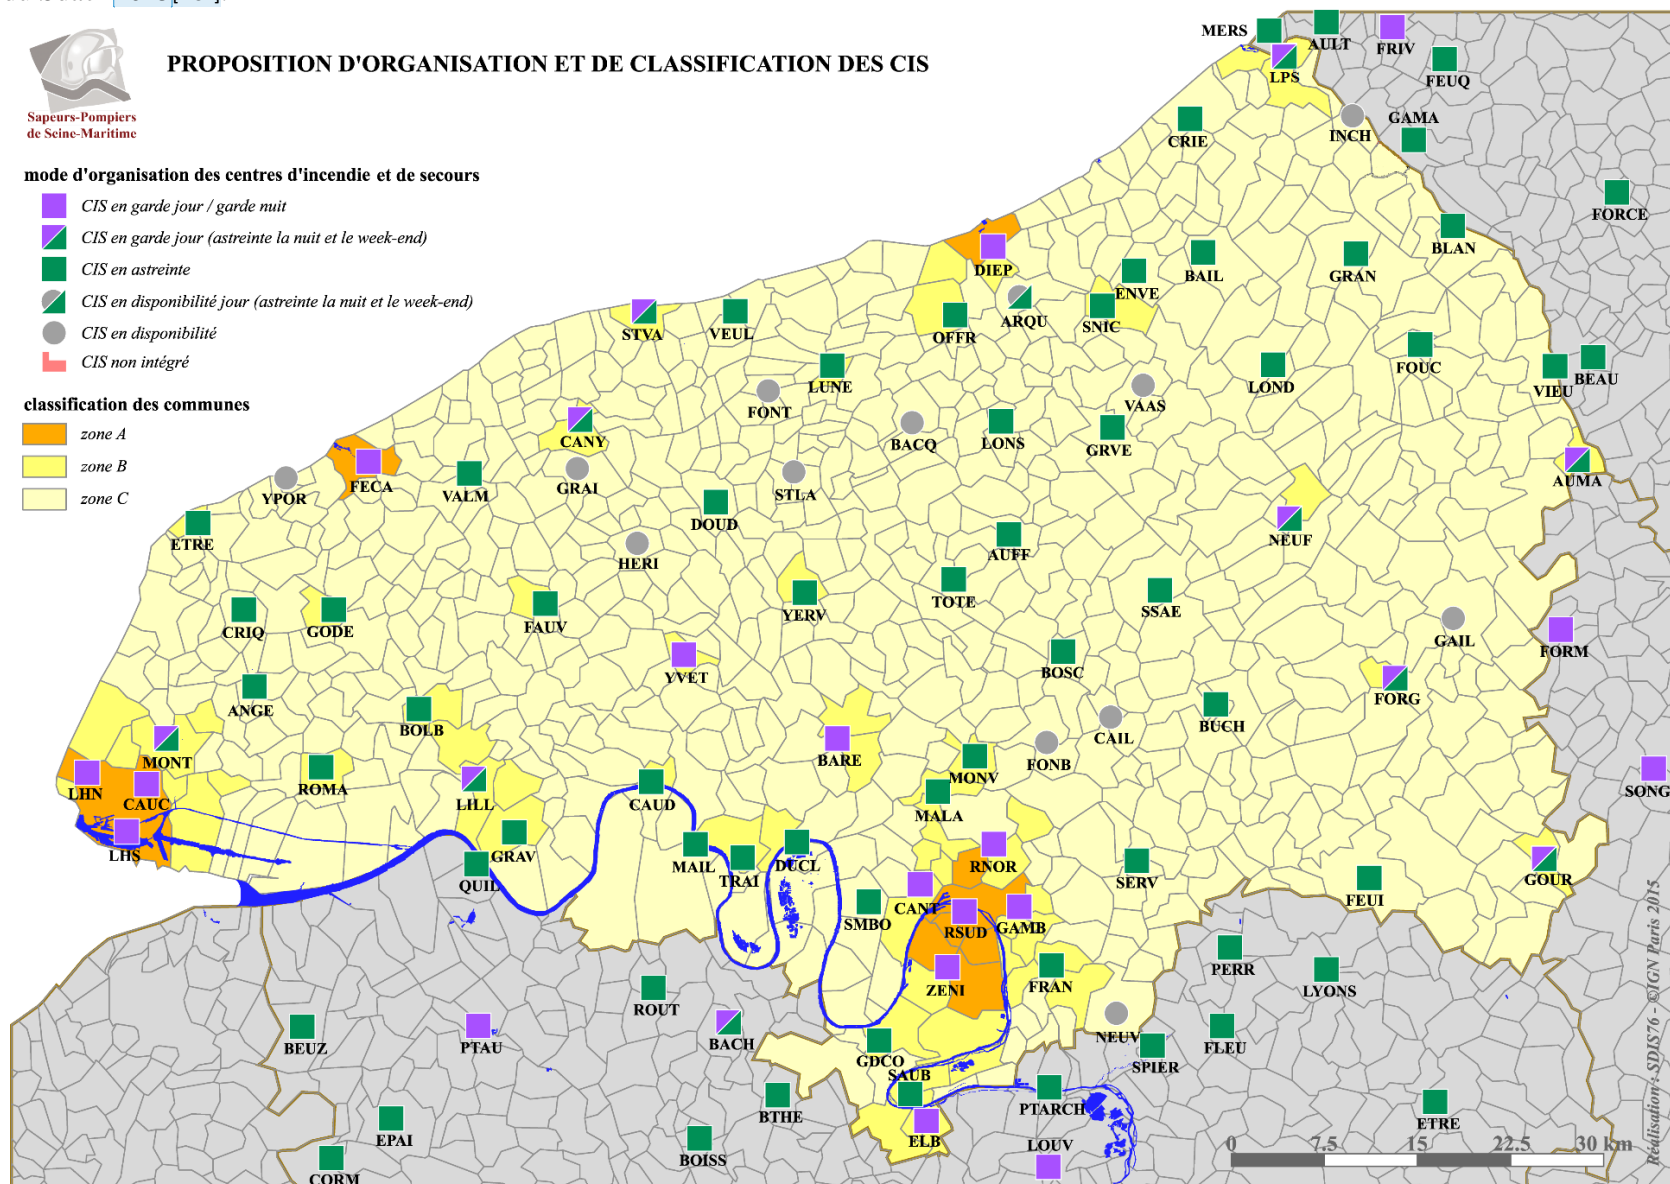 PROPOSITION D'ORGANISATION ET DE CLASSIFICATION DES CIS
Sapeurs-Pompiers
de Seine-Maritime
mode d'organisation des centres d'incendie et de secours
CIS en garde jour / garde nuit
CIS en garde jour (astreinte la nuit et le week-end)
CIS en astreinte
CIS en disponibilité jour (astreinte la nuit et le week-end)
CIS en disponibilité
CIS non intégré
classification des communes
zone A
zone B
zone C
MERS
AULT
FRIV
FEUQ
LPS
GAMA
INCH
CRIE
FORCE
BLAN
DIEP
BAIL
GRAN
ENVE
ARQU
SNIC
OFFR
STVA
VEUL
LUNE
FOUC
LOND
VIEU
BEAU
FONT
VAAS
BACQ
LONS
GRVE
CANY
AUMA
FECA
YPOR
VALM
GRAI
STLA
DOUD
NEUF
ETRE
HERI
AUFF
TOTE
SSAE
CRIQ
GODE
FAUV
YERV
GAIL
FORM
YVET
BOSC
FORG
ANGE
BOLB
BUCH
CAIL
MONT
BARE
FONB
MONV
LHN
CAUC
ROMA
LILL
CAUD
MALA
SONG
LHS
GRAV
MAIL
TRAI
DUCL
RNOR
QUIL
SERV
GOUR
FEUI
CANT
SMBO
RSUD
GAMB
ZENI
FRAN
PERR
LYONS
ROUT
BACH
NEUV
BEUZ
PTAU
GDCO
SPIER
FLEU
SAUB
BTHE
PTARCH
EPAI
ELB
ETRE
BOISS
LOUV
CORM
0 7.5 15 22.5 30 km
Réalisation : SDIS76 - ©IGN Paris 2015